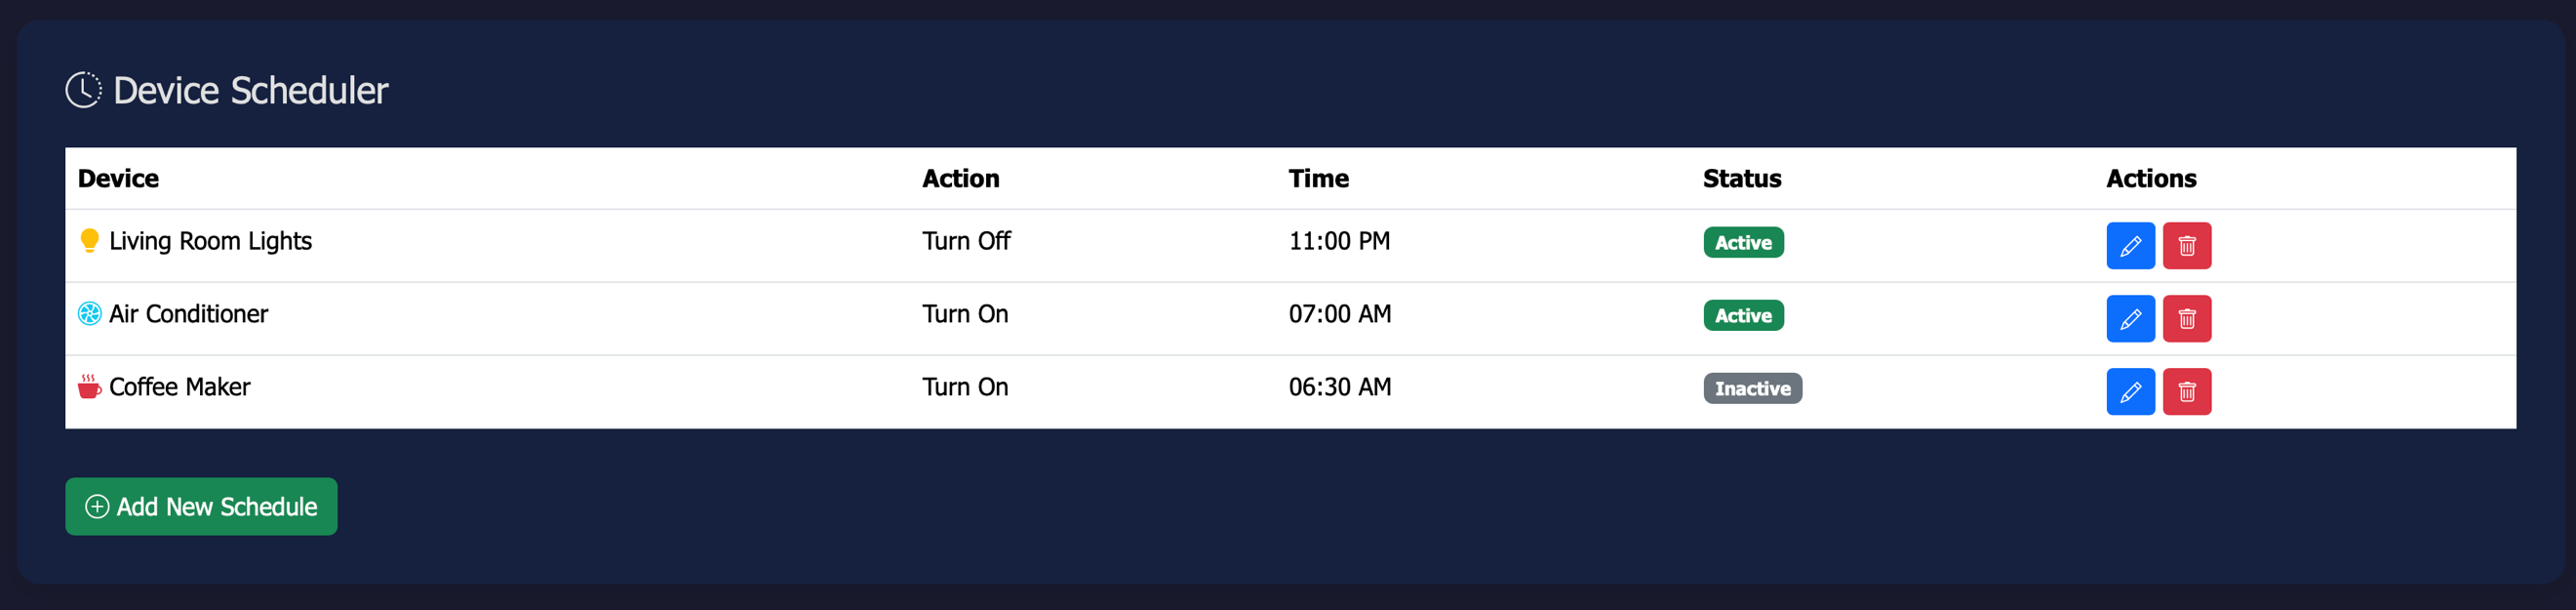 Device Scheduler
Device Action Time Status Actions
Living Room Lights Turn Off 11:00 PM Active
Air Conditioner Turn On 07:00 AM Active
Coffee Maker Turn On 06:30 AM Inactive
Add New Schedule